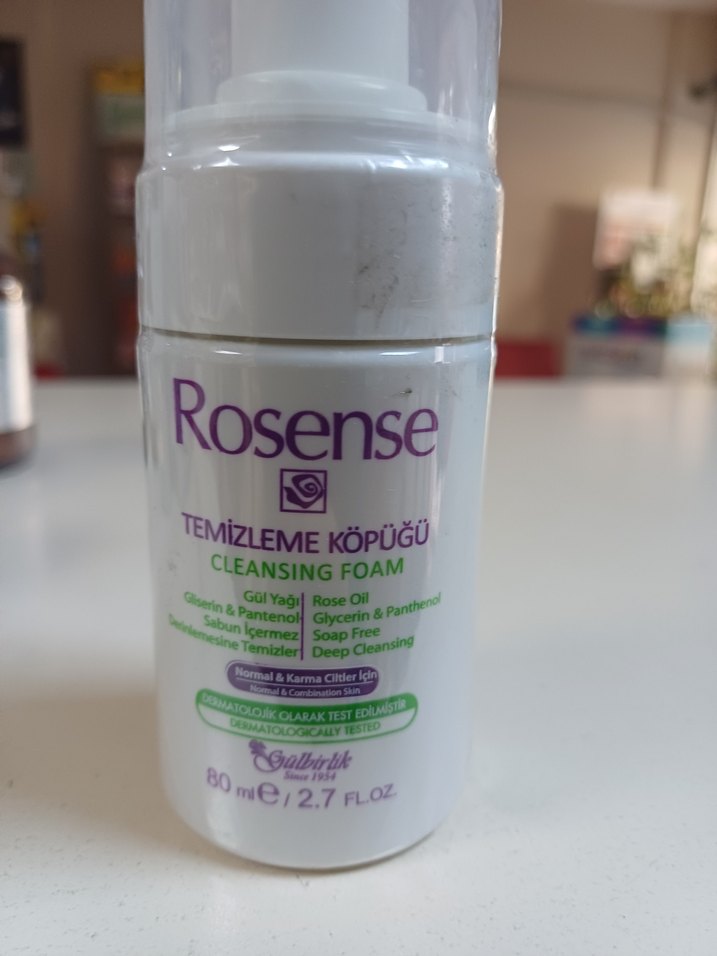 Rosense
TEMİZLEME KÖPÜĞÜ
CLEANSING FOAM
Gül Yağı
Gliserin & Pantenol
Sabun İçermez
Derinlemesine Temizler
Rose Oil
Glycerin & Panthenol
Soap Free
Deep Cleansing
Normal & Karma Ciltler İçin
Normal & Combination Skin
DERMATOLOJİK OLARAK TEST EDİLMİŞTİR
DERMATOLOGICALLY TESTED
Gülbirlik
Since 1954
80 ml e / 2.7 FL.OZ.